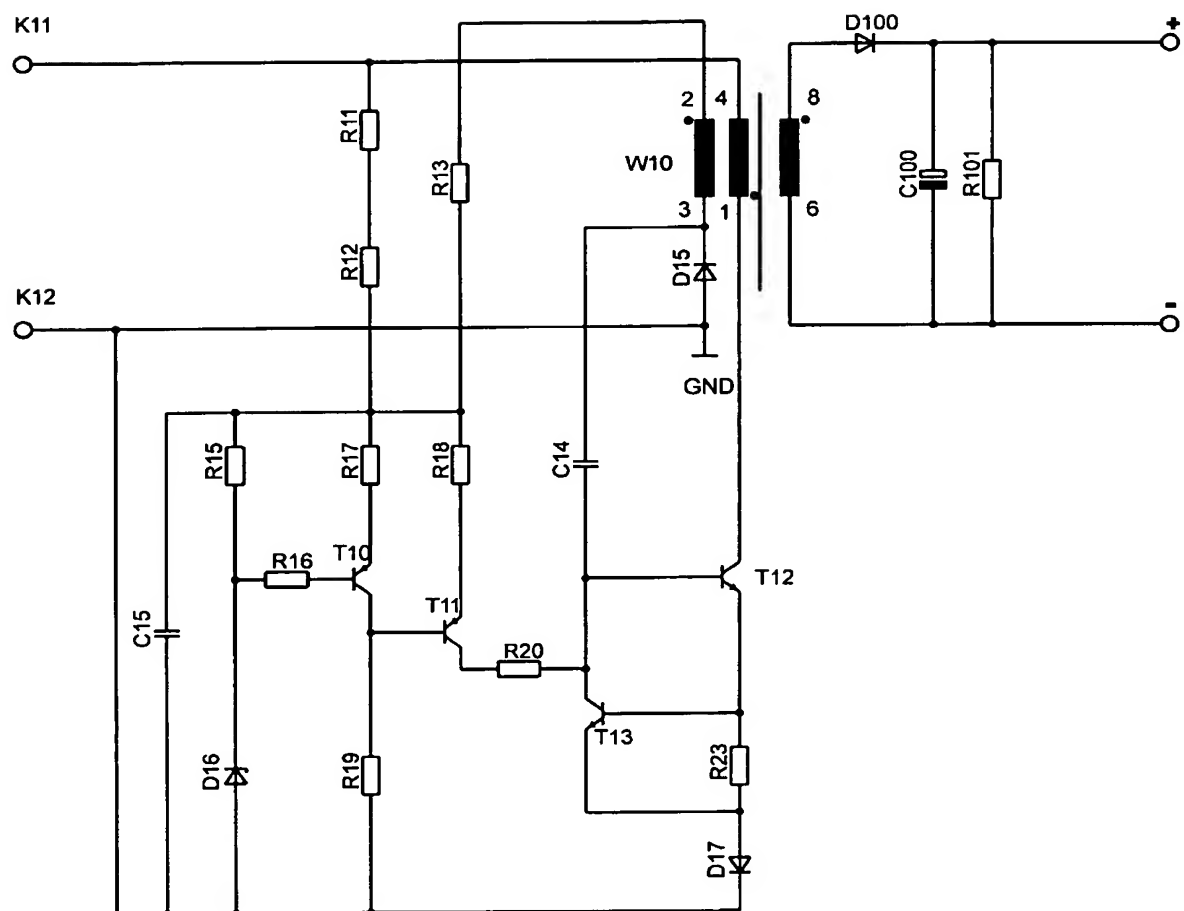 K11
D100
+
R11
R13
2
4
8
W10
C100
R101
3
1
6
R12
D15
K12
-
GND
R15
R17
R18
C14
R16
T10
T12
T11
C15
R20
T13
D16
R19
R23
D17